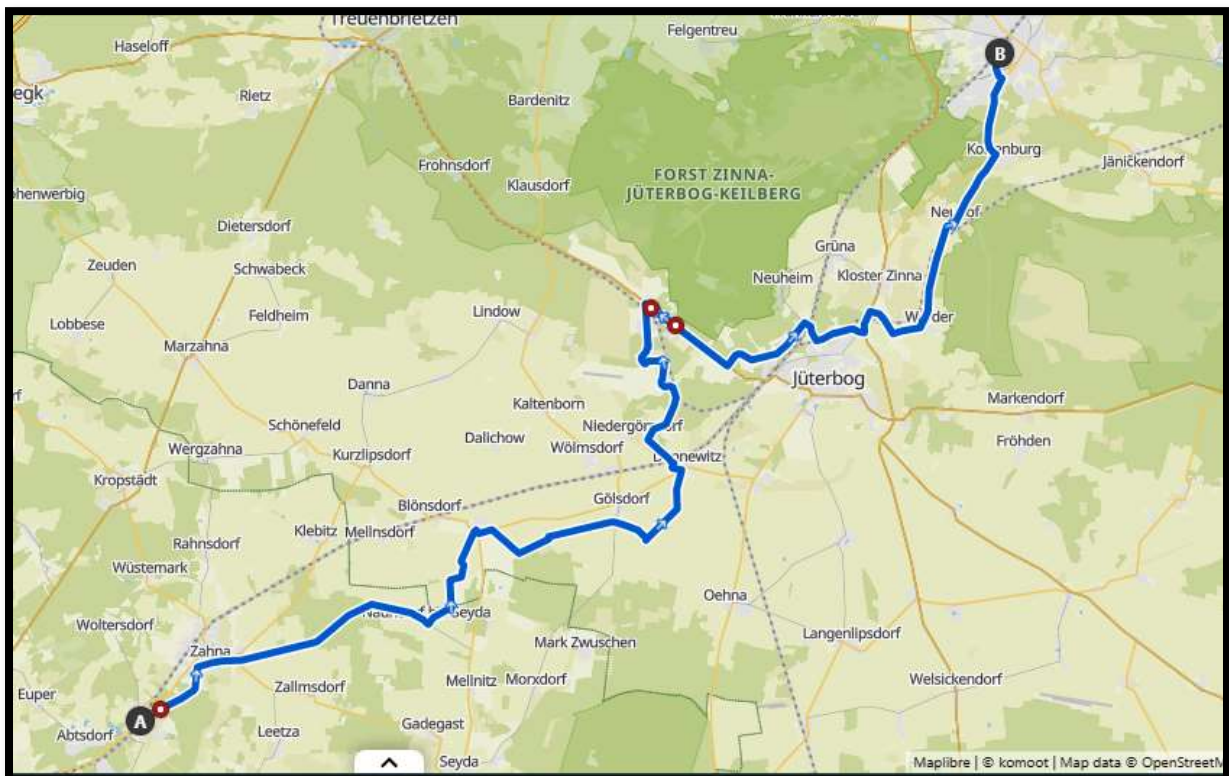 Treuenbrietzen
Felgentreu
Haseloff
egk
Rietz
Bardenitz
B
Frohnsdorf
Klausdorf
FORST ZINNA-
JÜTERBOG-KEILBERG
Jänickendorf
ohenwerbig
Dietersdorf
Grüna
Zeuden
Schwabeck
Neuheim
Kloster Zinna
Feldheim
Lindow
Lobbese
Marzahna
Jüterbog
Danna
Markendorf
Kaltenborn
Schönefeld
Dalichow
Wölmsdorf
Fröhden
Wergzahna
Kurzlipsdorf
Kropstädt
Blönsdorf
Gölsdorf
Klebitz
Mellnsdorf
Rahnsdorf
Wüstemark
Oehna
Seyda
Woltersdorf
Mark Zwuschen
Langenlipsdorf
Zahna
Zallmsdorf
Mellnitz
Morxdorf
Welsickendorf
Euper
A
Abtsdorf
Leetza
Gadegast
Seyda
Maplibre | © komoot | Map data © OpenStreetM